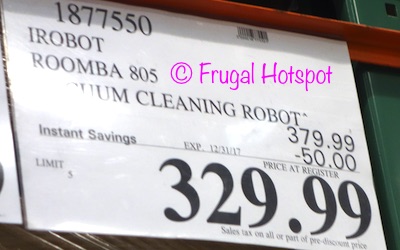 1877550
IROBOT
ROOMBA 805
© Frugal Hotspot
CUUM CLEANING ROBOT^
379.99
Instant Savings EXP. 12/31/17 -50.00
LIMIT 5
PRICE AT REGISTER
329.99
Sales tax on all or part of pre-discount price